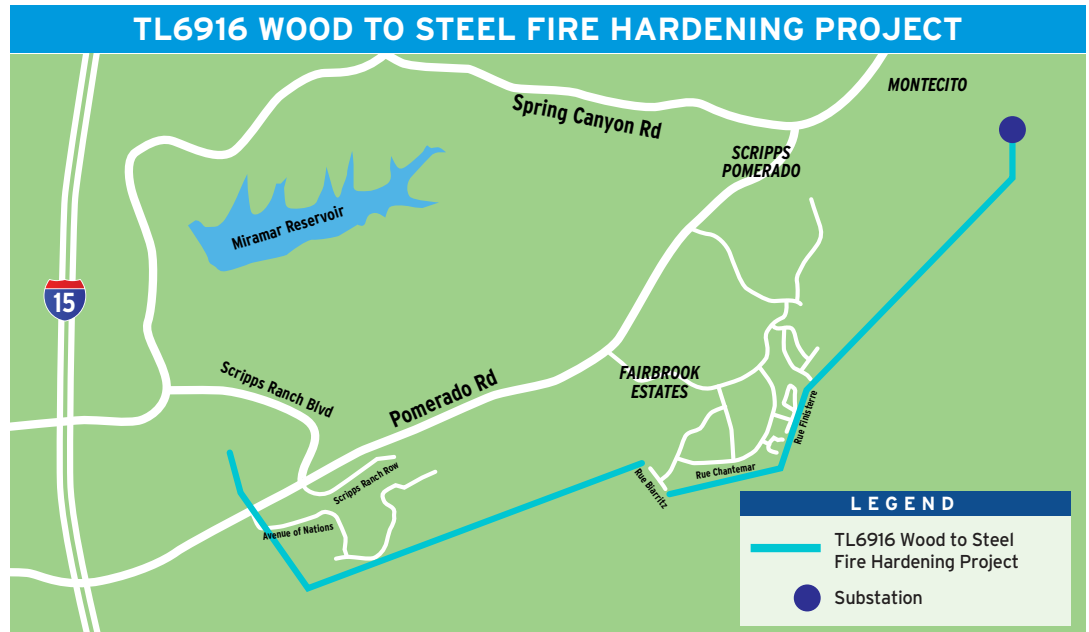 TL6916 WOOD TO STEEL FIRE HARDENING PROJECT
MONTECITO
Spring Canyon Rd
SCRIPPS
POMERADO
Miramar Reservoir
15
Scripps Ranch Blvd
Pomerado Rd
FAIRBROOK
ESTATES
Rue Finisterre
Scripps Ranch Row
Rue Chantemar
Rue Biarritz
Avenue of Nations
LEGEND
TL6916 Wood to Steel
Fire Hardening Project
Substation